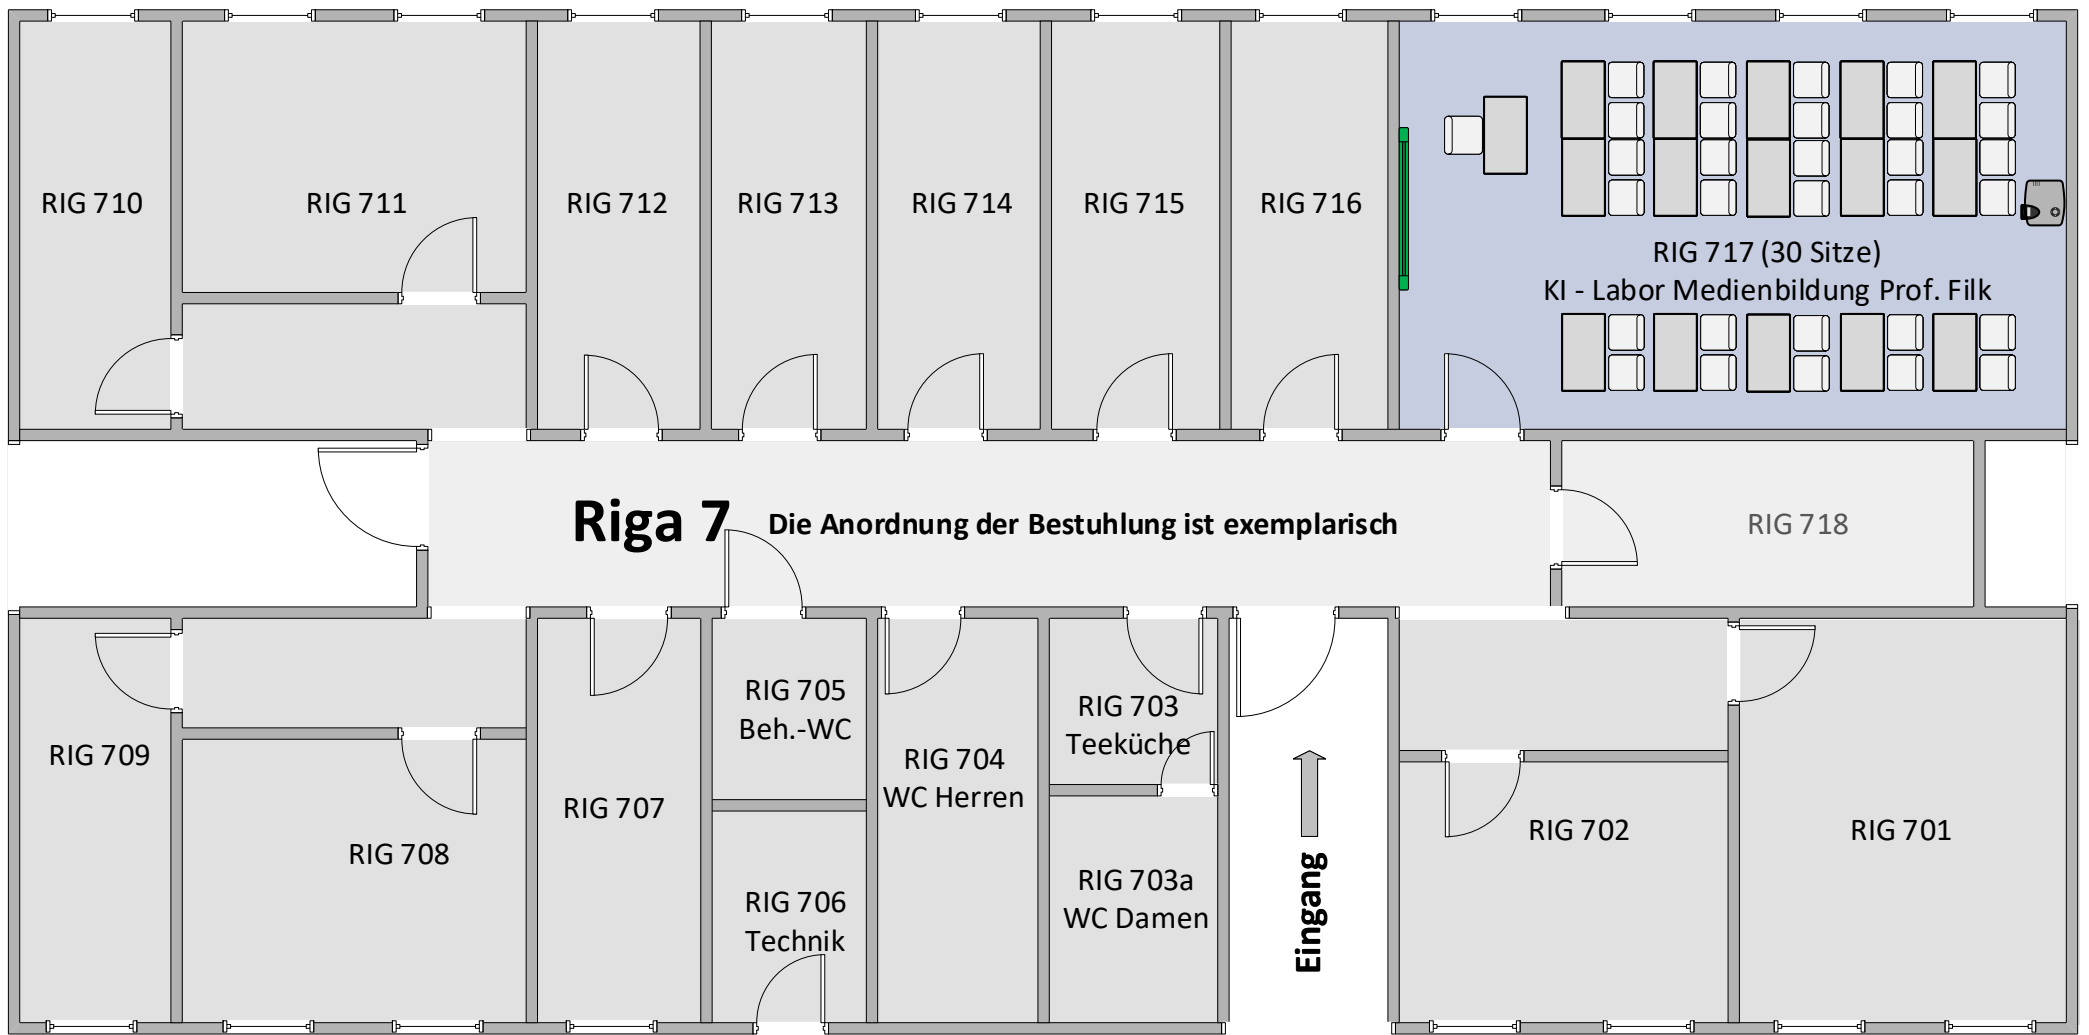 RIG 710
RIG 711
RIG 712
RIG 713
RIG 714
RIG 715
RIG 716
RIG 717 (30 Sitze)
KI - Labor Medienbildung Prof. Filk
Riga 7
Die Anordnung der Bestuhlung ist exemplarisch
RIG 718
RIG 709
RIG 708
RIG 707
RIG 705
Beh.-WC
RIG 706
Technik
RIG 704
WC Herren
RIG 703
Teeküche
RIG 703a
WC Damen
Eingang
RIG 702
RIG 701